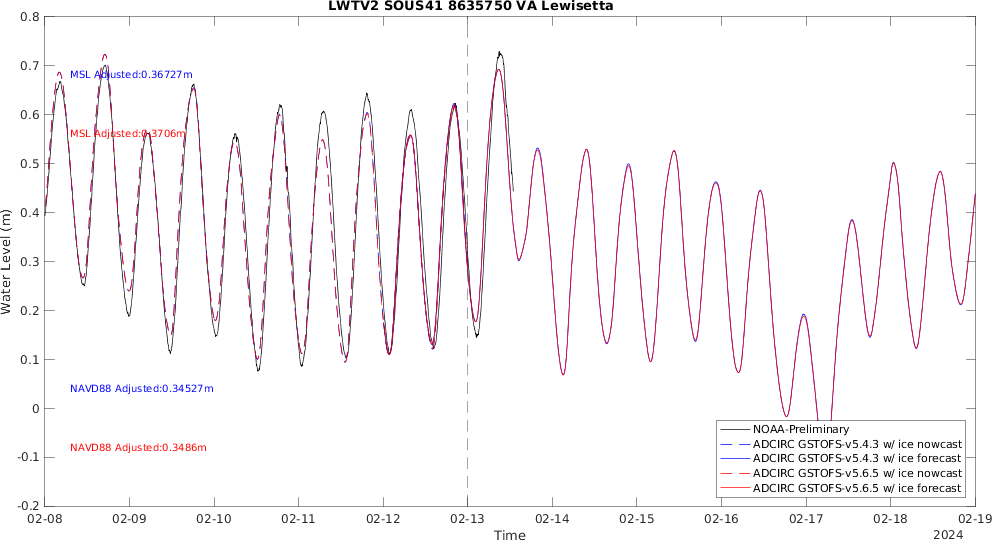 LWTV2 SOUS41 8635750 VA Lewisetta
0.8
0.7
0.6
0.5
0.4
0.3
0.2
0.1
0
-0.1
-0.2
Water Level (m)
MSL Adjusted:0.36727m
MSL Adjusted:0.3706m
NAVD88 Adjusted:0.34527m
NAVD88 Adjusted:0.3486m
NOAA-Preliminary
ADCIRC GSTOFS-v5.4.3 w/ ice nowcast
ADCIRC GSTOFS-v5.4.3 w/ ice forecast
ADCIRC GSTOFS-v5.6.5 w/ ice nowcast
ADCIRC GSTOFS-v5.6.5 w/ ice forecast
02-08 02-09 02-10 02-11 02-12 02-13 02-14 02-15 02-16 02-17 02-18 02-19
Time
2024